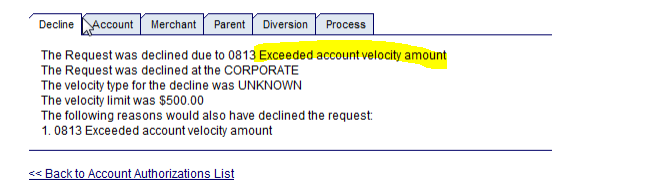 Decline Account Merchant Parent Diversion Process
The Request was declined due to 0813 Exceeded account velocity amount
The Request was declined at the CORPORATE
The velocity type for the decline was UNKNOWN
The velocity limit was $500.00
The following reasons would also have declined the request:
1. 0813 Exceeded account velocity amount
<< Back to Account Authorizations List